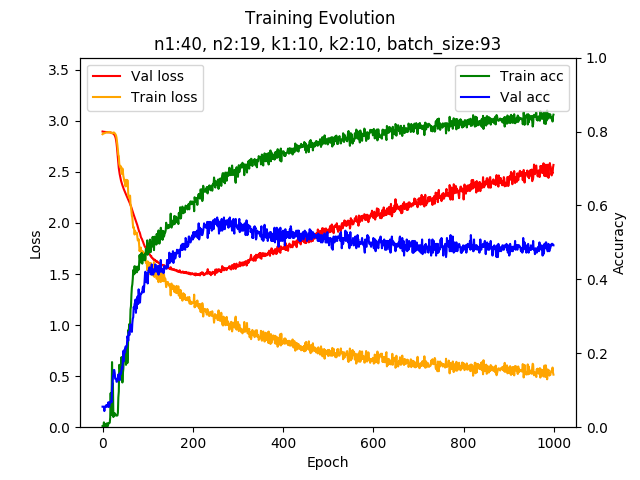 Training Evolution
n1:40, n2:19, k1:10, k2:10, batch_size:93
Val loss
Train loss
Train acc
Val acc
3.5
3.0
2.5
2.0
1.5
1.0
0.5
0.0
Loss
1.0
0.8
0.6
0.4
0.2
0.0
Accuracy
0
200
400
600
800
1000
Epoch